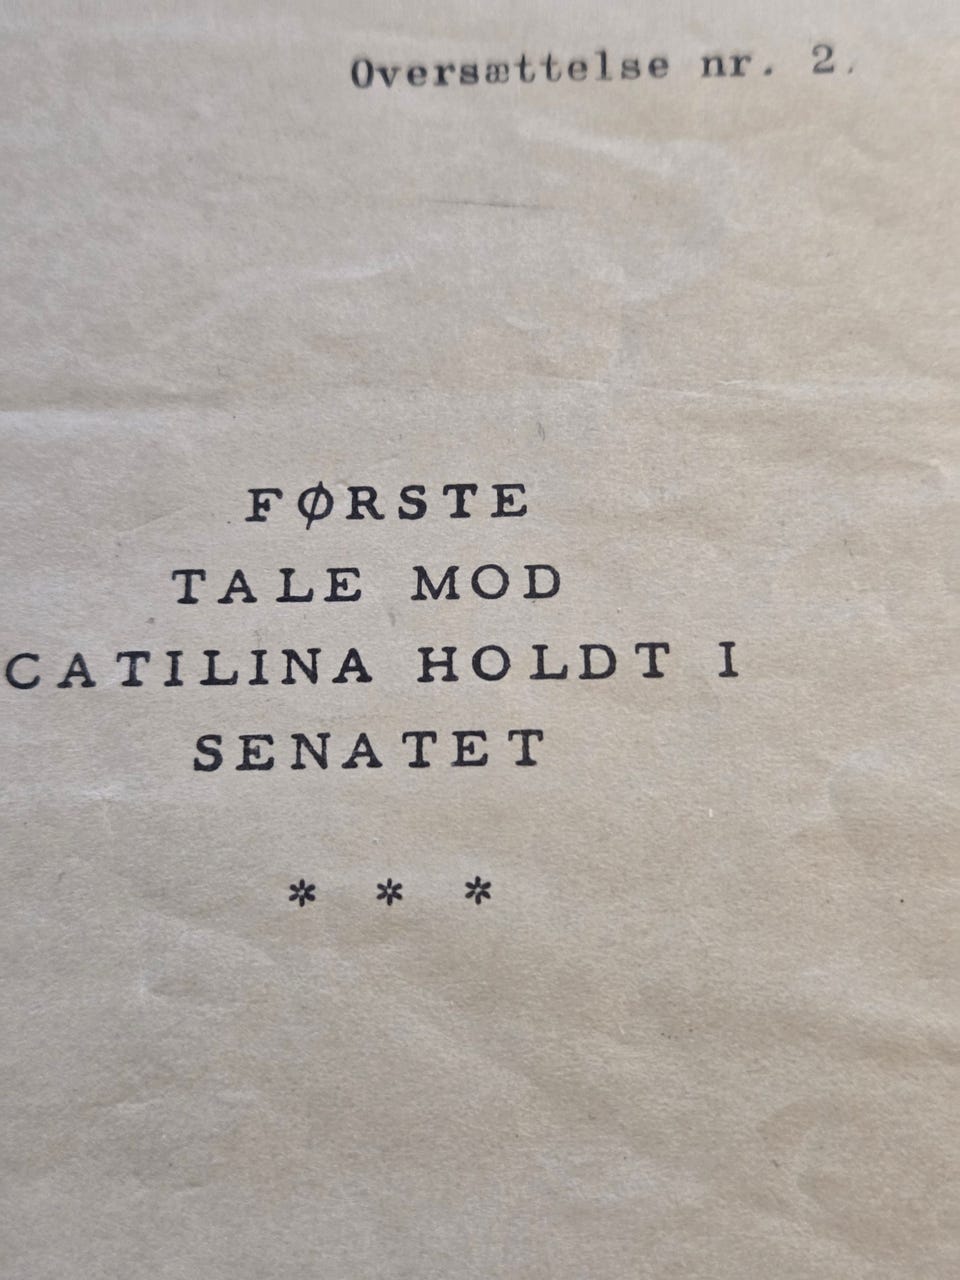 Oversættelse nr. 2.
FØRSTE
TALE MOD
CATILINA HOLDT I
SENATET
* * *